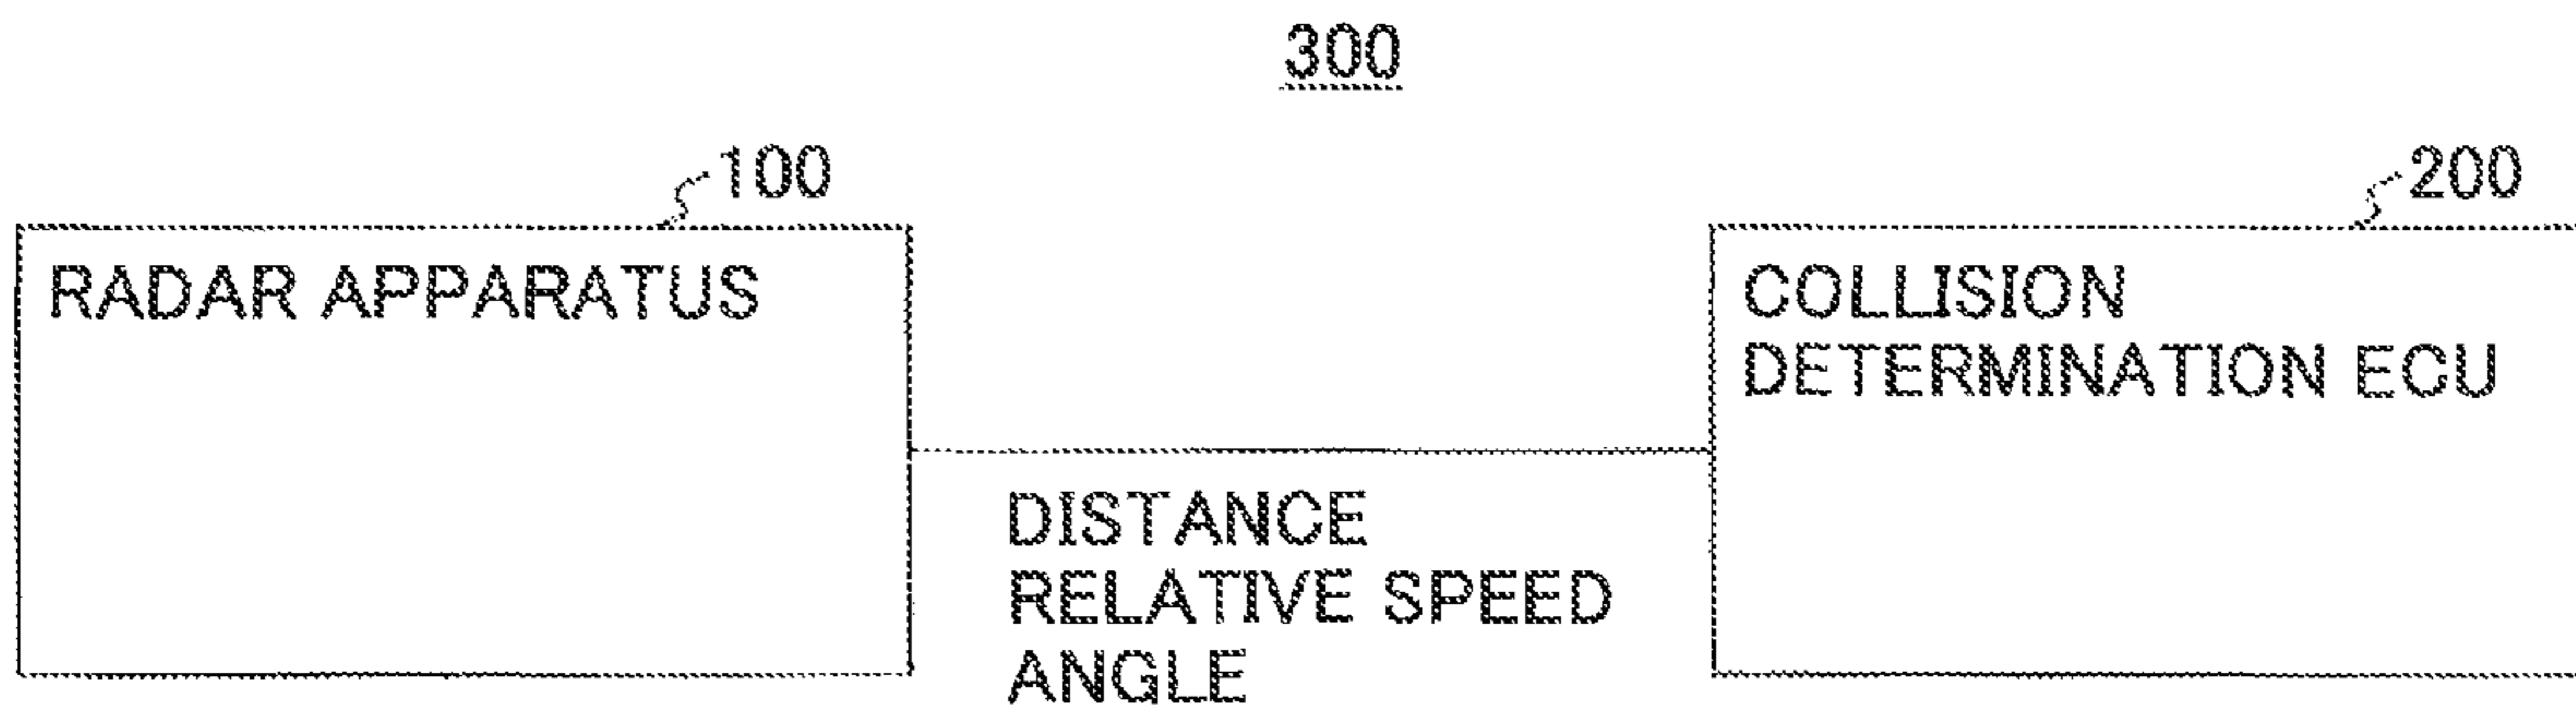 300
100
200
RADAR APPARATUS
COLLISION
DETERMINATION ECU
DISTANCE
RELATIVE SPEED
ANGLE